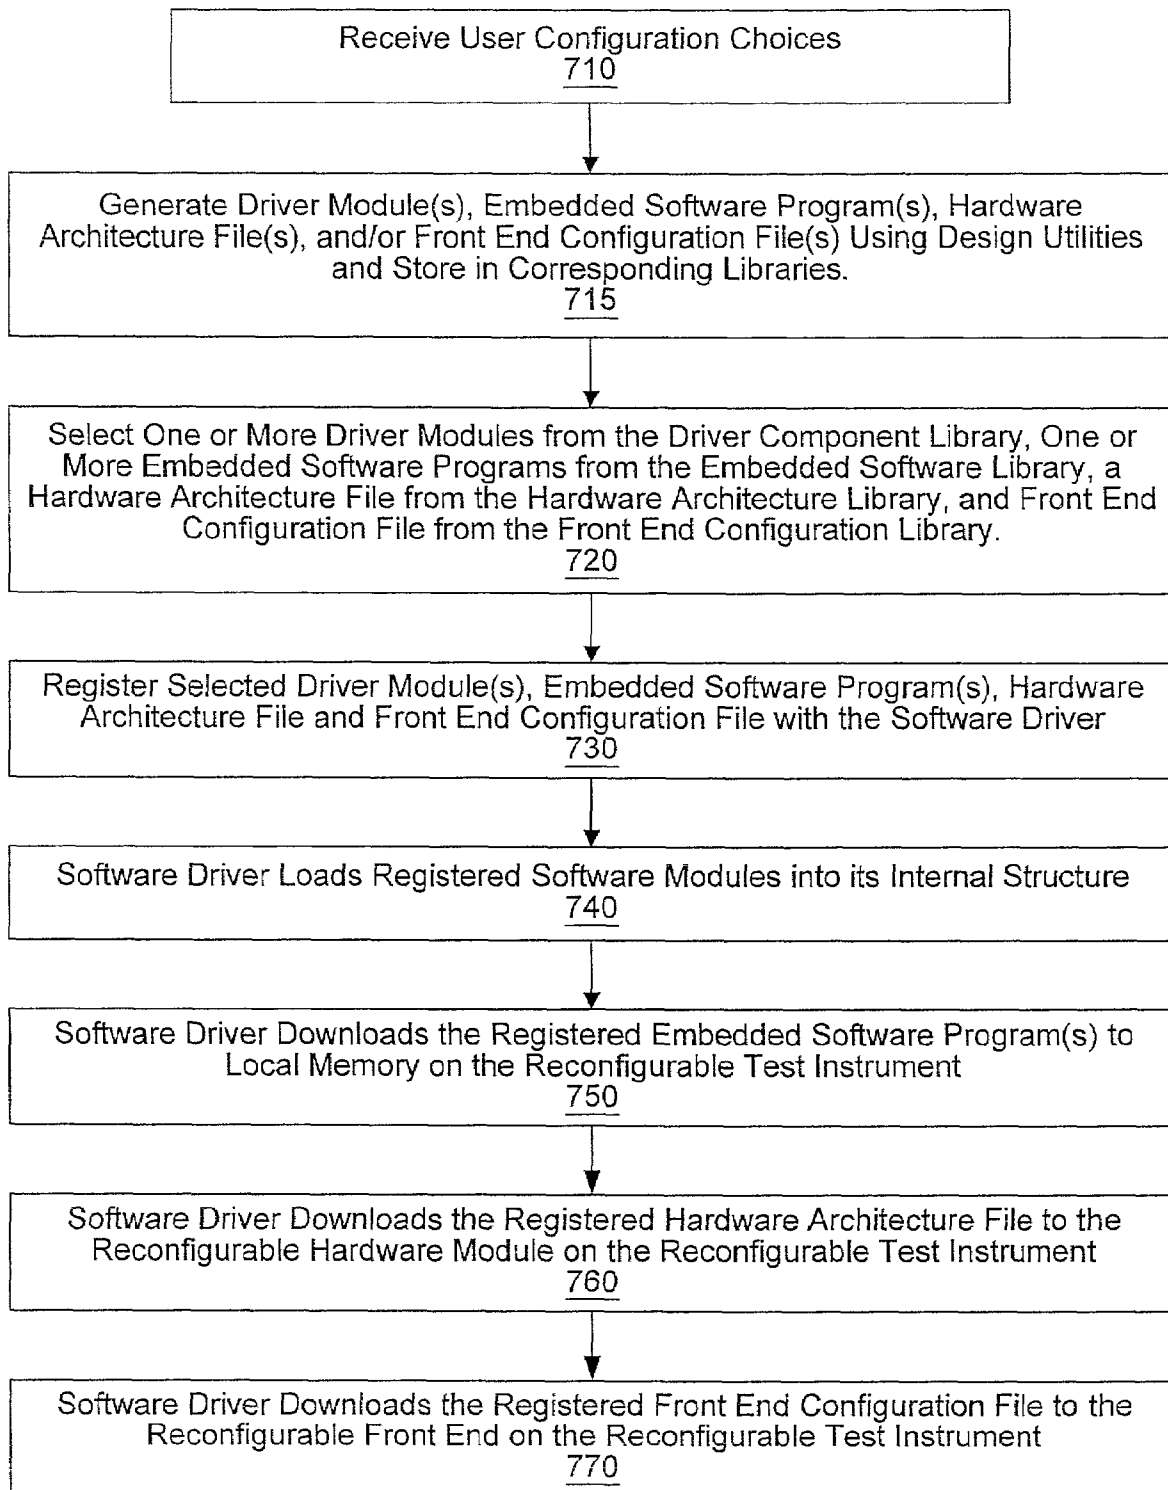 Receive User Configuration Choices
710
Generate Driver Module(s), Embedded Software Program(s), Hardware
Architecture File(s), and/or Front End Configuration File(s) Using Design Utilities
and Store in Corresponding Libraries.
715
Select One or More Driver Modules from the Driver Component Library, One or
More Embedded Software Programs from the Embedded Software Library, a
Hardware Architecture File from the Hardware Architecture Library, and Front End
Configuration File from the Front End Configuration Library.
720
Register Selected Driver Module(s), Embedded Software Program(s), Hardware
Architecture File and Front End Configuration File with the Software Driver
730
Software Driver Loads Registered Software Modules into its Internal Structure
740
Software Driver Downloads the Registered Embedded Software Program(s) to
Local Memory on the Reconfigurable Test Instrument
750
Software Driver Downloads the Registered Hardware Architecture File to the
Reconfigurable Hardware Module on the Reconfigurable Test Instrument
760
Software Driver Downloads the Registered Front End Configuration File to the
Reconfigurable Front End on the Reconfigurable Test Instrument
770